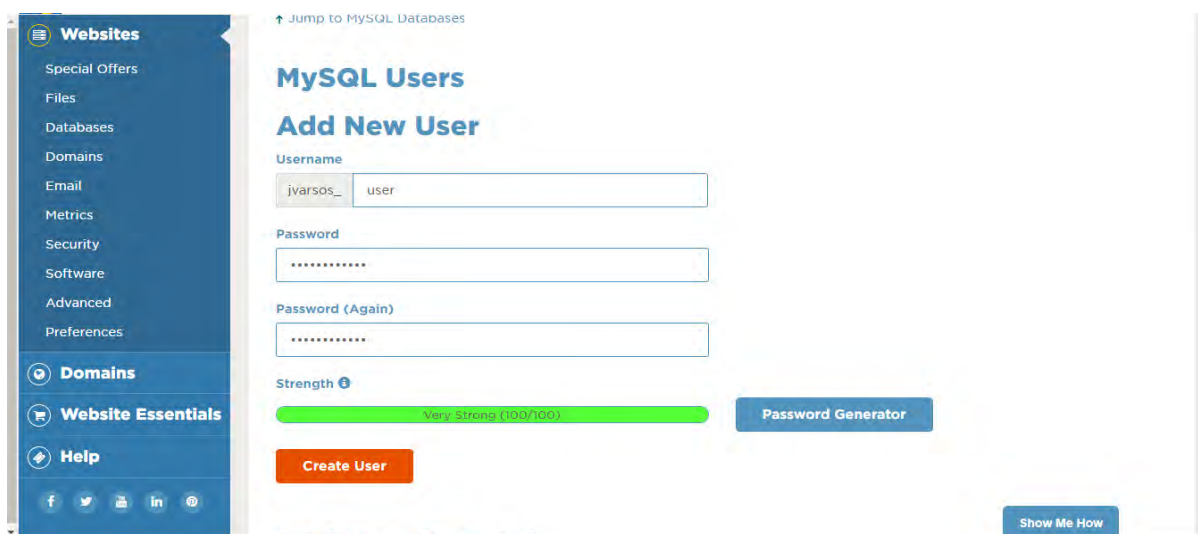 Websites
Special Offers
Files
Databases
Domains
Email
Metrics
Security
Software
Advanced
Preferences
Domains
Website Essentials
Help
Jump to MySQL Databases
MySQL Users
Add New User
Username
jvarsos_ user
Password
Password (Again)
Strength
Very Strong (100/100)
Password Generator
Create User
Show Me How